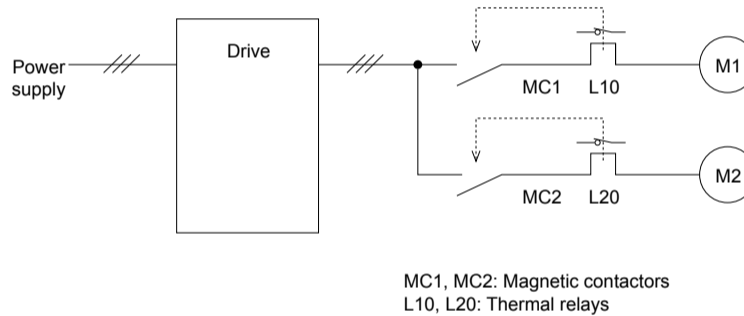 Drive
Power
supply
MC1
L10
M1
MC2
L20
M2
MC1, MC2: Magnetic contactors
L10, L20: Thermal relays